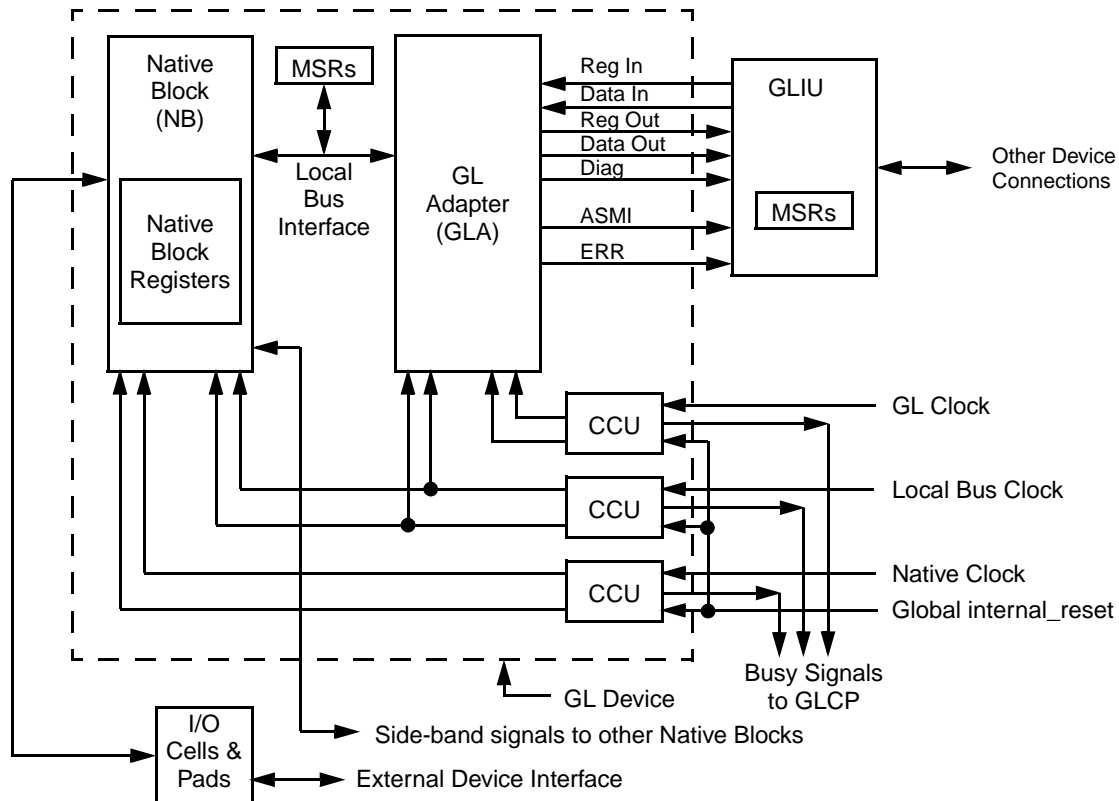 Native
Block
(NB)
MSRs
Local
Bus
Interface
Native
Block
Registers
GL
Adapter
(GLA)
Reg In
Data In
Reg Out
Data Out
Diag
ASMI
ERR
GLIU
MSRs
Other Device
Connections
CCU
GL Clock
CCU
Local Bus Clock
CCU
Native Clock
Global internal_reset
Busy Signals
to GLCP
GL Device
Side-band signals to other Native Blocks
I/O
Cells &
Pads
External Device Interface